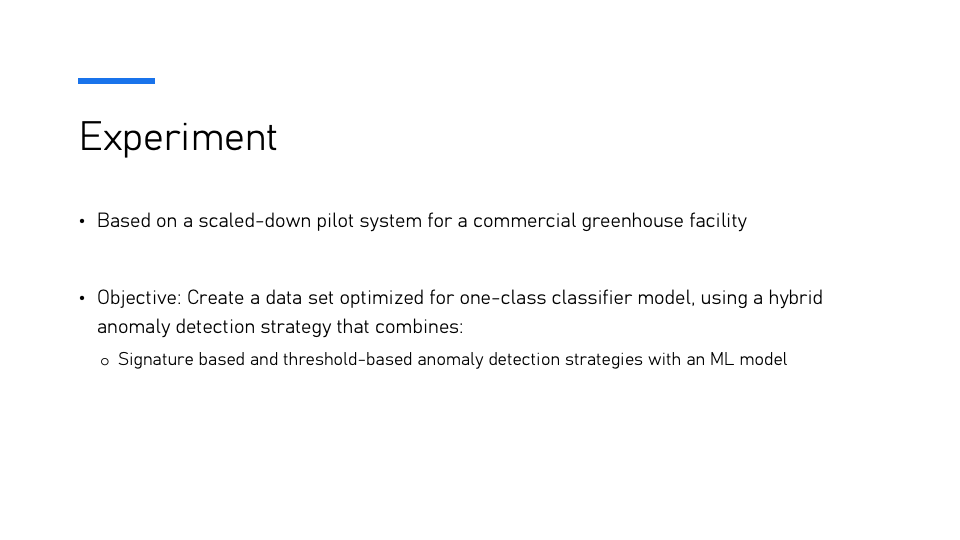 Experiment
• Based on a scaled-down pilot system for a commercial greenhouse facility
• Objective: Create a data set optimized for one-class classifier model, using a hybrid
anomaly detection strategy that combines:
o Signature based and threshold-based anomaly detection strategies with an ML model